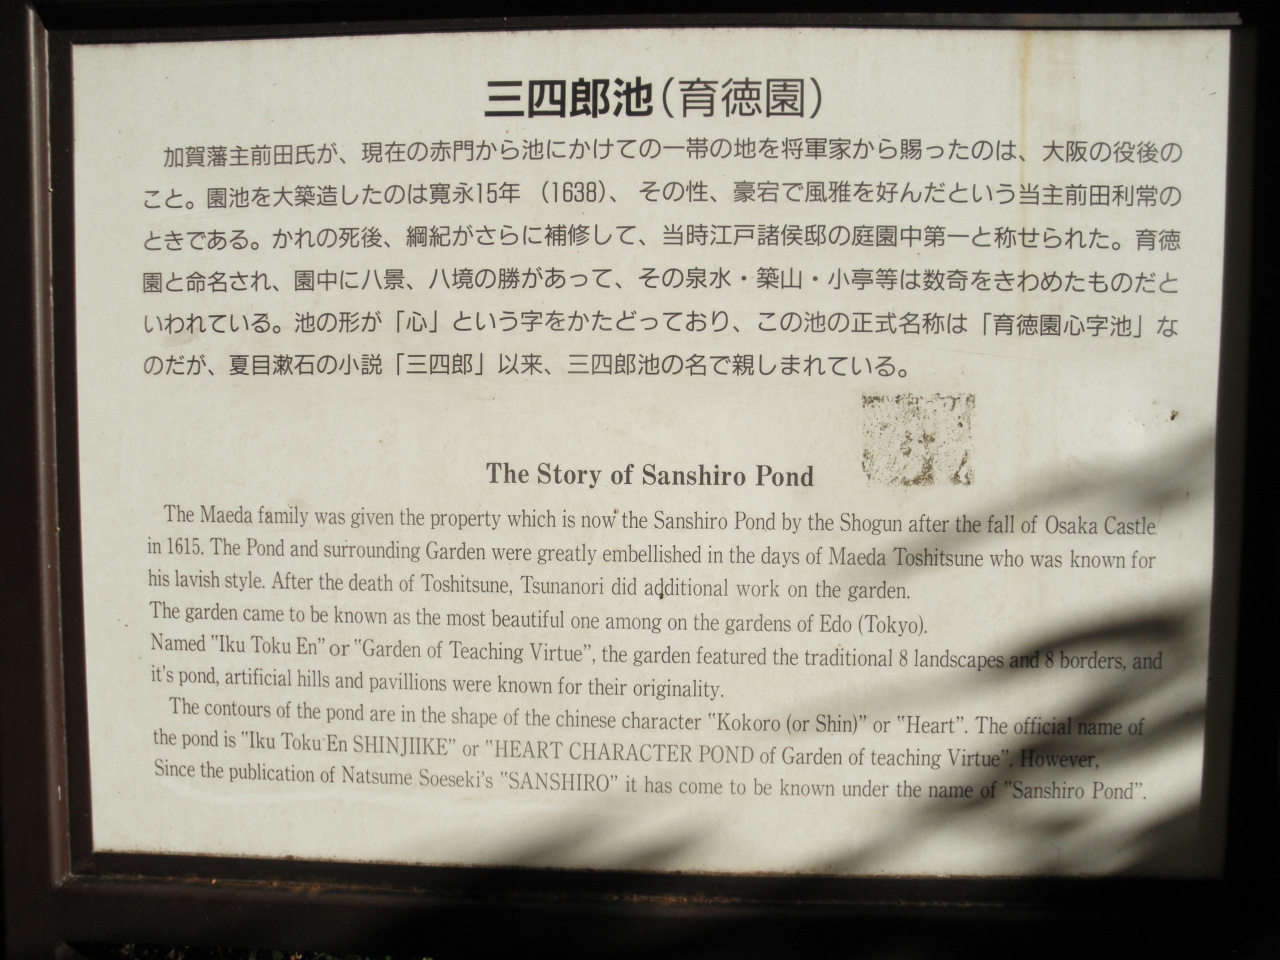 三四郎池（育徳園）
加賀藩主前田氏が、現在の赤門から池にかけての一帯の地を将軍家から賜ったのは、大阪の役後の
こと。園池を大築造したのは寛永15年 （1638）、 その性、豪宕で風雅を好んだという当主前田利常の
ときである。かれの死後、綱紀がさらに補修して、当時江戸諸侯邸の庭園中第一と称せられた。育徳
園と命名され、園中に八景、八境の勝があって、その泉水・築山・小亭等は数奇をきわめたものだと
いわれている。池の形が「心」という字をかたどっており、この池の正式名称は「育徳園心字池」な
のだが、夏目漱石の小説「三四郎」以来、三四郎池の名で親しまれている。
The Story of Sanshiro Pond
The Maeda family was given the property which is now the Sanshiro Pond by the Shogun after the fall of Osaka Castle
in 1615. The Pond and surrounding Garden were greatly embellished in the days of Maeda Toshitsune who was known for
his lavish style. After the death of Toshitsune, Tsunanori did additional work on the garden.
The garden came to be known as the most beautiful one among on the gardens of Edo (Tokyo).
Named "Iku Toku En" or "Garden of Teaching Virtue", the garden featured the traditional 8 landscapes and 8 borders, and
it's pond, artificial hills and pavillions were known for their originality.
The contours of the pond are in the shape of the chinese character "Kokoro (or Shin)" or "Heart". The official name of
the pond is "Iku Toku En SHINJIIKE" or "HEART CHARACTER POND of Garden of teaching Virtue". However,
Since the publication of Natsume Soeseki's "SANSHIRO" it has come to be known under the name of "Sanshiro Pond".